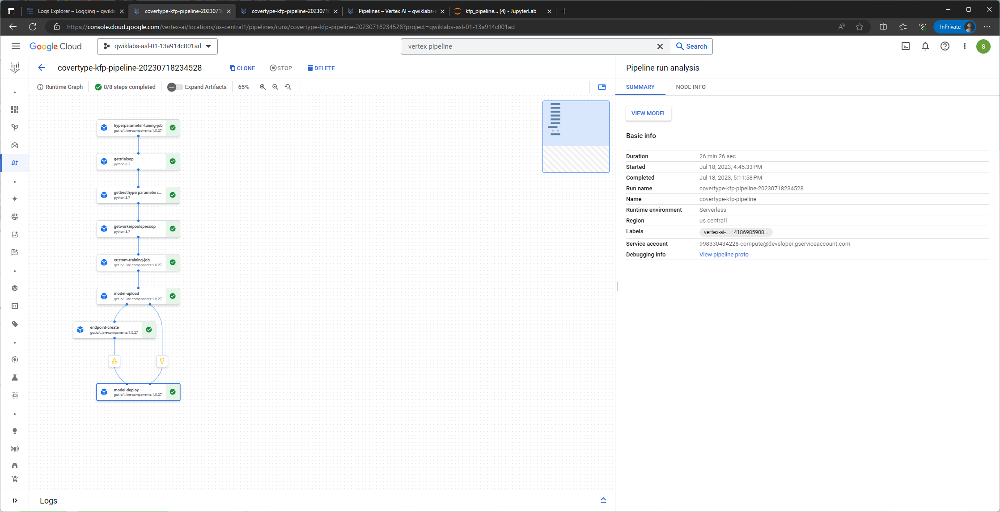 Logs Explorer – Logging – qwikla
covertype-kfp-pipeline-20230718
covertype-kfp-pipeline-20230718
Pipelines – Vertex AI – qwiklabs-a
kfp_pipeline... (4) - JupyterLab
https://console.cloud.google.com/vertex-ai/locations/us-central1/pipelines/runs/covertype-kfp-pipeline-20230718234528?project=qwiklabs-asl-01-13a914c001ad
InPrivate
Google Cloud
qwiklabs-asl-01-13a914c001ad
vertex pipeline
Search
S
covertype-kfp-pipeline-20230718234528
CLONE
STOP
DELETE
Runtime Graph
8/8 steps completed
Expand Artifacts
65%
hyperparameter-tuning-job
gcr.io/...ine-components:1.0.27
gettrialsop
python:3.7
getbesthyperparameters...
python:3.7
getworkerpoolspecsop
python:3.7
custom-training-job
gcr.io/...ine-components:1.0.27
model-upload
gcr.io/...ine-components:1.0.27
endpoint-create
gcr.io/...ine-components:1.0.27
model-deploy
gcr.io/...ine-components:1.0.27
Logs
Pipeline run analysis
SUMMARY
NODE INFO
VIEW MODEL
Basic info
Duration 26 min 26 sec
Started Jul 18, 2023, 4:45:33 PM
Completed Jul 18, 2023, 5:11:58 PM
Run name covertype-kfp-pipeline-20230718234528
Name covertype-kfp-pipeline
Runtime environment Serverless
Region us-central1
Labels vertex-ai-... : 4186985908...
Service account 998330434228-compute@developer.gserviceaccount.com
Debugging info View pipeline proto